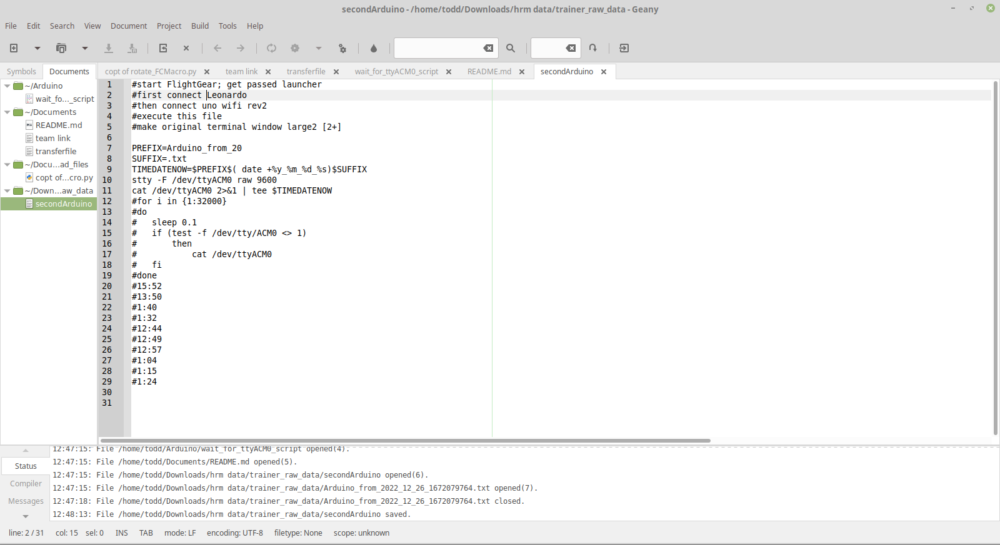 secondArduino - /home/todd/Downloads/hrm data/trainer_raw_data - Geany
File Edit Search View Document Project Build Tools Help
Symbols Documents copt of rotate_FCMacro.py team link transferfile wait_for_ttyACM0_script README.md secondArduino
~/Arduino
wait_fo..._script
~/Documents
README.md
team link
transferfile
~/Docu...ad_files
copt of...cro.py
~/Down...aw_data
secondArduino
1 #start FlightGear; get passed launcher
2 #first connect Leonardo
3 #then connect uno wifi rev2
4 #execute this file
5 #make original terminal window large2 [2+]
6
7 PREFIX=Arduino_from_20
8 SUFFIX=.txt
9 TIMEDATENOW=$PREFIX$( date +%y_%m_%d_%s)$SUFFIX
10 stty -F /dev/ttyACM0 raw 9600
11 cat /dev/ttyACM0 2>&1 | tee $TIMEDATENOW
12 #for i in {1:32000}
13 #do
14 #   sleep 0.1
15 #   if (test -f /dev/tty/ACM0 <> 1)
16 #       then
17 #           cat /dev/ttyACM0
18 #   fi
19 #done
20 #15:52
21 #13:50
22 #1:40
23 #1:32
24 #12:44
25 #12:49
26 #12:57
27 #1:04
28 #1:15
29 #1:24
30
31
Status
Compiler
Messages
12:47:15: File /home/todd/Arduino/wait_for_ttyACM0_script opened(4).
12:47:15: File /home/todd/Documents/README.md opened(5).
12:47:15: File /home/todd/Downloads/hrm data/trainer_raw_data/secondArduino opened(6).
12:47:15: File /home/todd/Downloads/hrm data/trainer_raw_data/Arduino_from_2022_12_26_1672079764.txt opened(7).
12:47:18: File /home/todd/Downloads/hrm data/trainer_raw_data/Arduino_from_2022_12_26_1672079764.txt closed.
12:48:13: File /home/todd/Downloads/hrm data/trainer_raw_data/secondArduino saved.
line: 2 / 31 col: 15 sel: 0 INS TAB mode: LF encoding: UTF-8 filetype: None scope: unknown